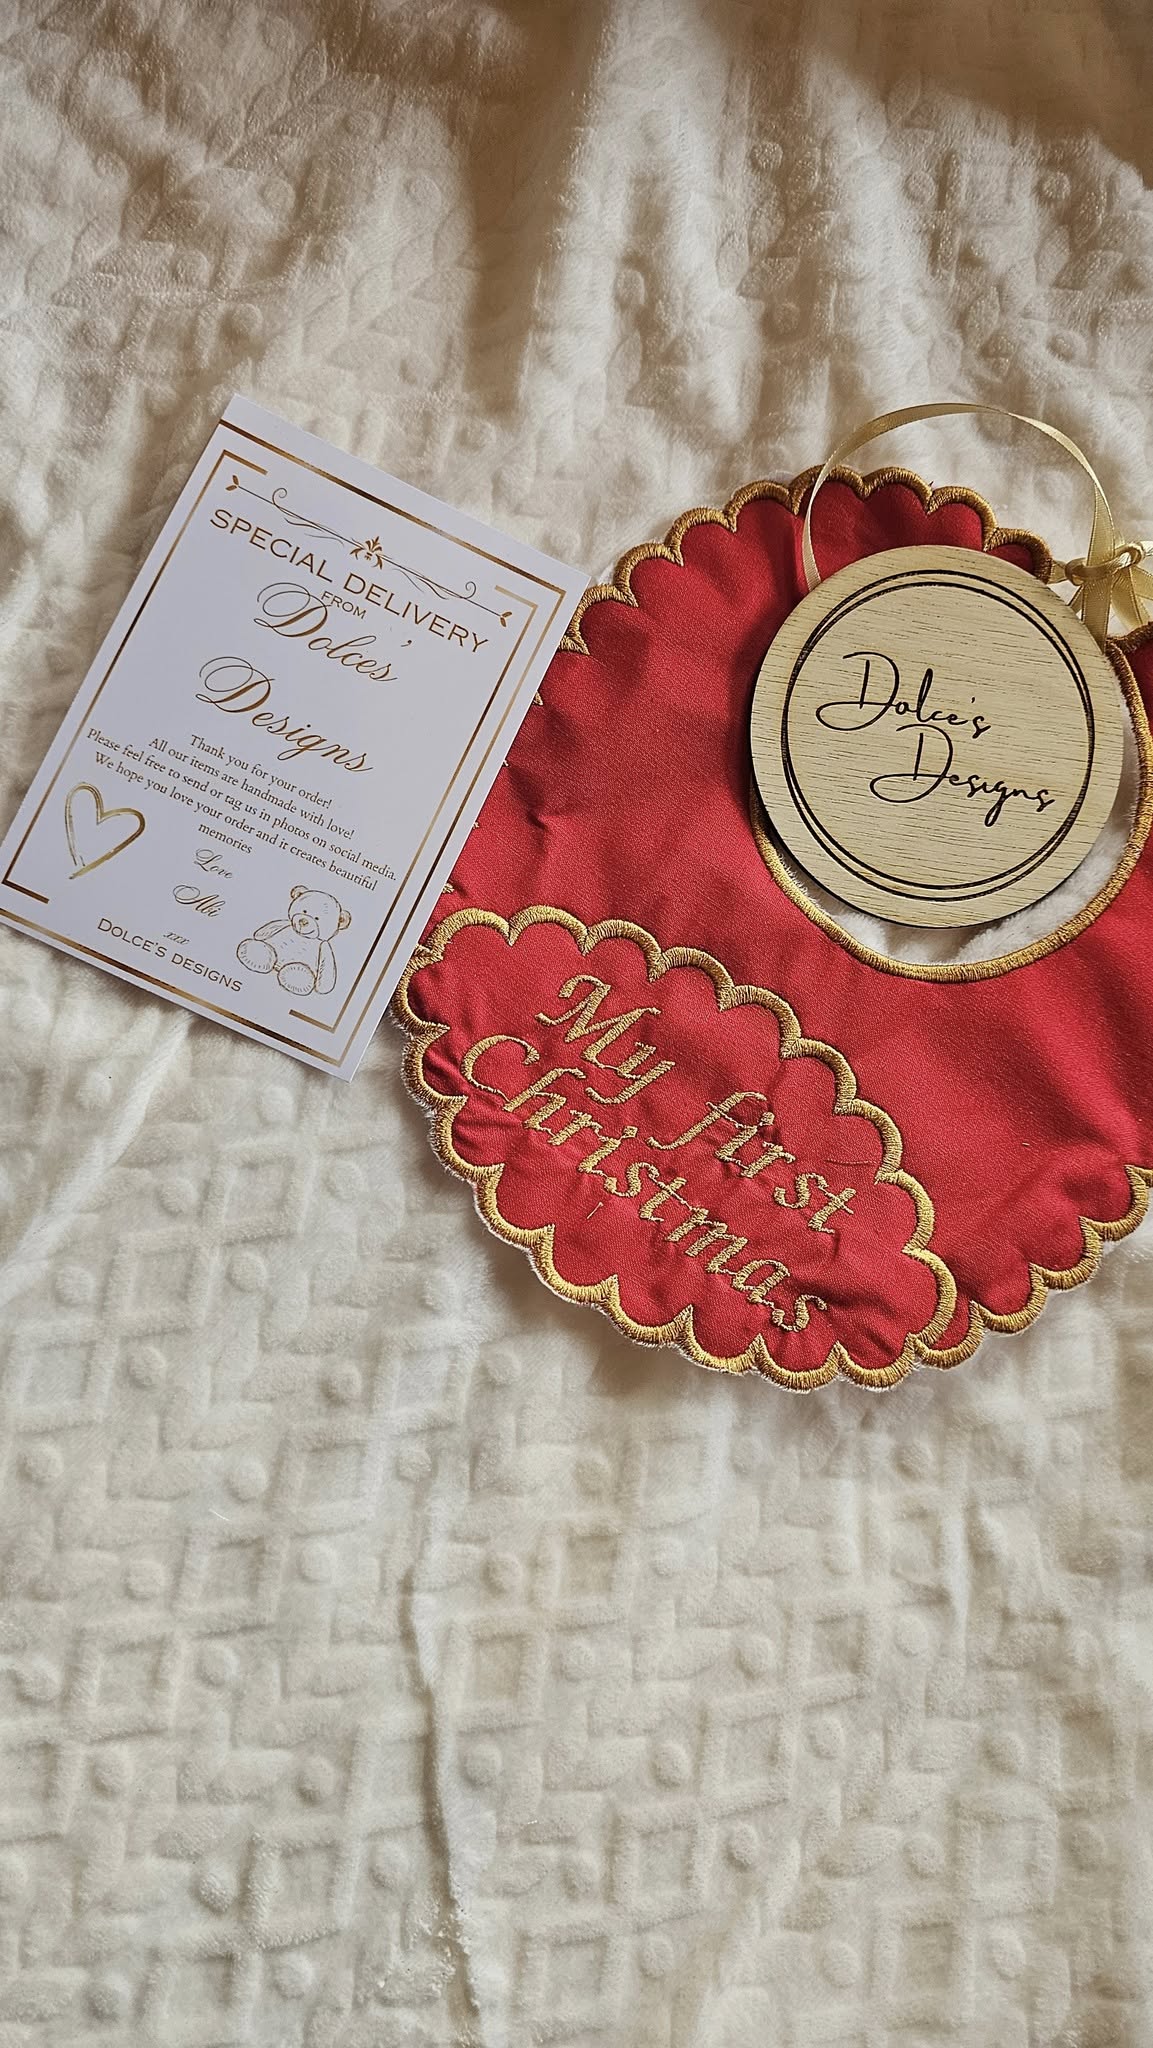 SPECIAL DELIVERY
FROM
Dolces'
Designs
Thank you for your order!
All our items are handmade with love!
Please feel free to send or tag us in photos on social media.
We hope you love your order and it creates beautiful
memories
Love
Abi
xxx
DOLCE'S DESIGNS
Dolce's
Designs
My first
Christmas